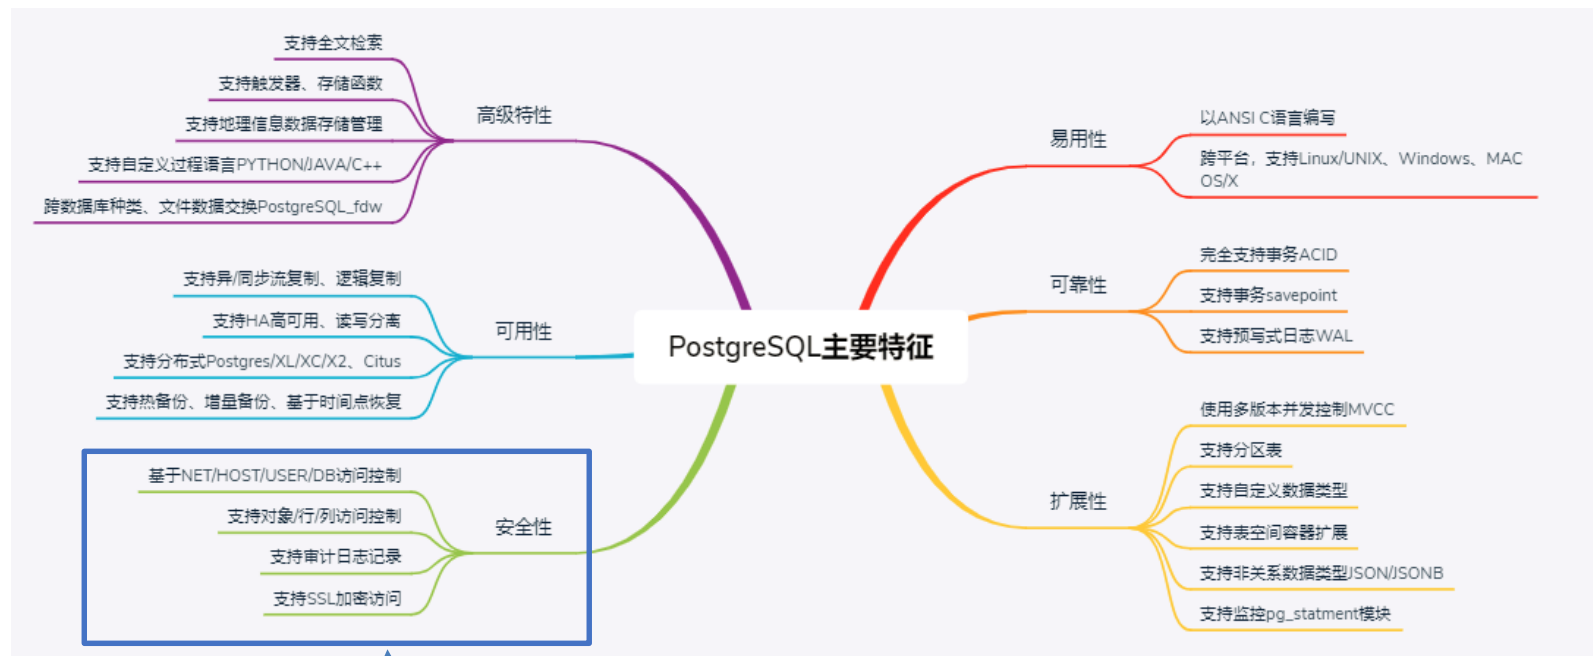 PostgreSQL主要特征
高级特性
支持全文检索
支持触发器、存储函数
支持地理信息数据存储管理
支持自定义过程语言PYTHON/JAVA/C++
跨数据库种类、文件数据交换PostgreSQL_fdw
可用性
支持异/同步流复制、逻辑复制
支持HA高可用、读写分离
支持分布式Postgres/XL/XC/X2、Citus
支持热备份、增量备份、基于时间点恢复
安全性
基于NET/HOST/USER/DB访问控制
支持对象/行/列访问控制
支持审计日志记录
支持SSL加密访问
易用性
以ANSI C语言编写
跨平台，支持Linux/UNIX、Windows、MAC
OS/X
可靠性
完全支持事务ACID
支持事务savepoint
支持预写式日志WAL
扩展性
使用多版本并发控制MVCC
支持分区表
支持自定义数据类型
支持表空间容器扩展
支持非关系数据类型JSON/JSONB
支持监控pg_statment模块